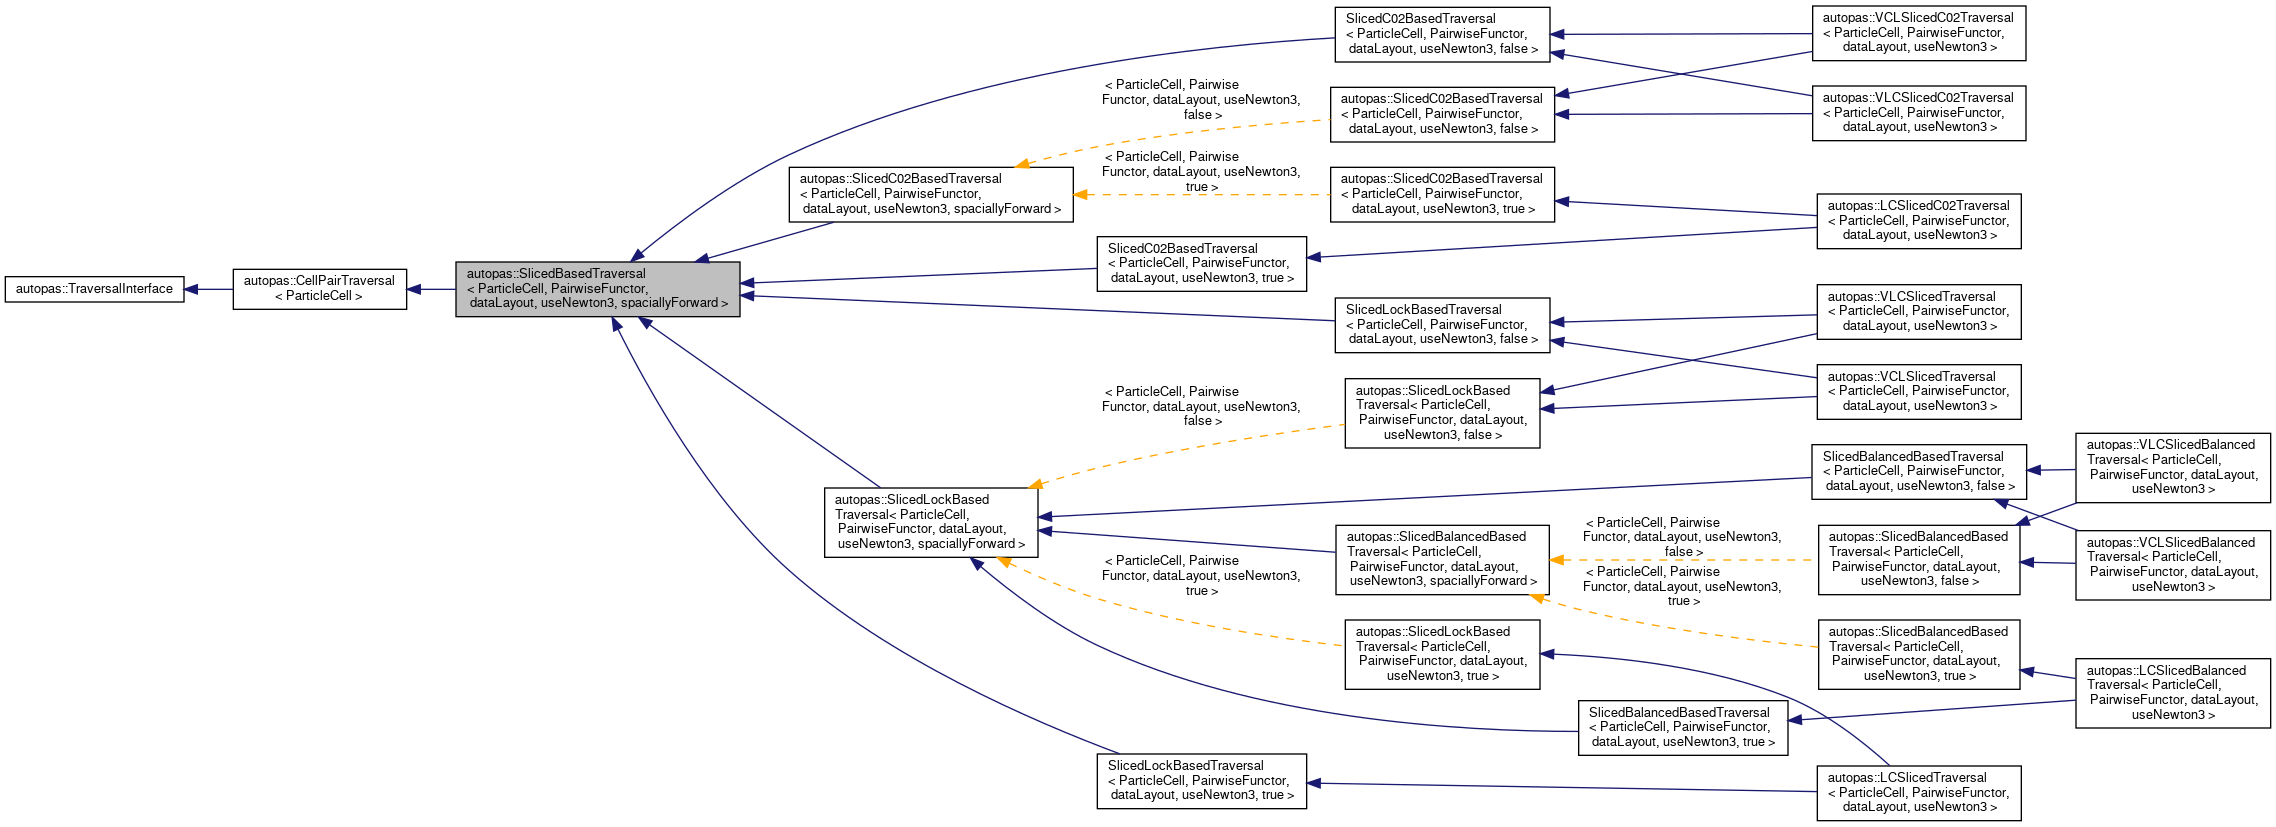 autopas::TraversalInterface
autopas::CellPairTraversal
< ParticleCell >
autopas::SlicedBasedTraversal
< ParticleCell, PairwiseFunctor,
dataLayout, useNewton3, spaciallyForward >
SlicedC02BasedTraversal
< ParticleCell, PairwiseFunctor,
dataLayout, useNewton3, false >
autopas::VCLSlicedC02Traversal
< ParticleCell, PairwiseFunctor,
dataLayout, useNewton3 >
< ParticleCell, Pairwise
Functor, dataLayout, useNewton3,
false >
autopas::SlicedC02BasedTraversal
< ParticleCell, PairwiseFunctor,
dataLayout, useNewton3, false >
autopas::VLCSlicedC02Traversal
< ParticleCell, PairwiseFunctor,
dataLayout, useNewton3 >
autopas::SlicedC02BasedTraversal
< ParticleCell, PairwiseFunctor,
dataLayout, useNewton3, spaciallyForward >
< ParticleCell, Pairwise
Functor, dataLayout, useNewton3,
true >
autopas::SlicedC02BasedTraversal
< ParticleCell, PairwiseFunctor,
dataLayout, useNewton3, true >
autopas::LCSlicedC02Traversal
< ParticleCell, PairwiseFunctor,
dataLayout, useNewton3 >
SlicedC02BasedTraversal
< ParticleCell, PairwiseFunctor,
dataLayout, useNewton3, true >
SlicedLockBasedTraversal
< ParticleCell, PairwiseFunctor,
dataLayout, useNewton3, false >
autopas::VLCSlicedTraversal
< ParticleCell, PairwiseFunctor,
dataLayout, useNewton3 >
autopas::VCLSlicedTraversal
< ParticleCell, PairwiseFunctor,
dataLayout, useNewton3 >
< ParticleCell, Pairwise
Functor, dataLayout, useNewton3,
false >
autopas::SlicedLockBased
Traversal< ParticleCell,
PairwiseFunctor, dataLayout,
useNewton3, false >
autopas::SlicedLockBased
Traversal< ParticleCell,
PairwiseFunctor, dataLayout,
useNewton3, spaciallyForward >
SlicedBalancedBasedTraversal
< ParticleCell, PairwiseFunctor,
dataLayout, useNewton3, false >
autopas::VLCSlicedBalanced
Traversal< ParticleCell,
PairwiseFunctor, dataLayout,
useNewton3 >
autopas::SlicedBalancedBased
Traversal< ParticleCell,
PairwiseFunctor, dataLayout,
useNewton3, spaciallyForward >
< ParticleCell, Pairwise
Functor, dataLayout, useNewton3,
false >
autopas::SlicedBalancedBased
Traversal< ParticleCell,
PairwiseFunctor, dataLayout,
useNewton3, false >
autopas::VCLSlicedBalanced
Traversal< ParticleCell,
PairwiseFunctor, dataLayout,
useNewton3 >
< ParticleCell, Pairwise
Functor, dataLayout, useNewton3,
true >
< ParticleCell, Pairwise
Functor, dataLayout, useNewton3,
true >
autopas::SlicedLockBased
Traversal< ParticleCell,
PairwiseFunctor, dataLayout,
useNewton3, true >
autopas::SlicedBalancedBased
Traversal< ParticleCell,
PairwiseFunctor, dataLayout,
useNewton3, true >
autopas::LCSlicedBalanced
Traversal< ParticleCell,
PairwiseFunctor, dataLayout,
useNewton3 >
SlicedBalancedBasedTraversal
< ParticleCell, PairwiseFunctor,
dataLayout, useNewton3, true >
SlicedLockBasedTraversal
< ParticleCell, PairwiseFunctor,
dataLayout, useNewton3, true >
autopas::LCSlicedTraversal
< ParticleCell, PairwiseFunctor,
dataLayout, useNewton3 >